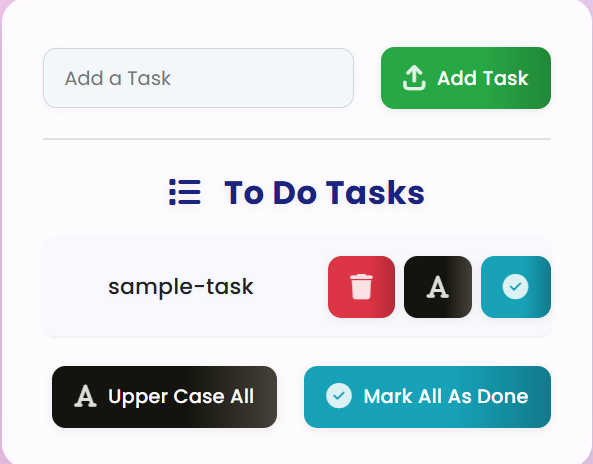 Add a Task
Add Task
To Do Tasks
sample-task
A
A Upper Case All
Mark All As Done